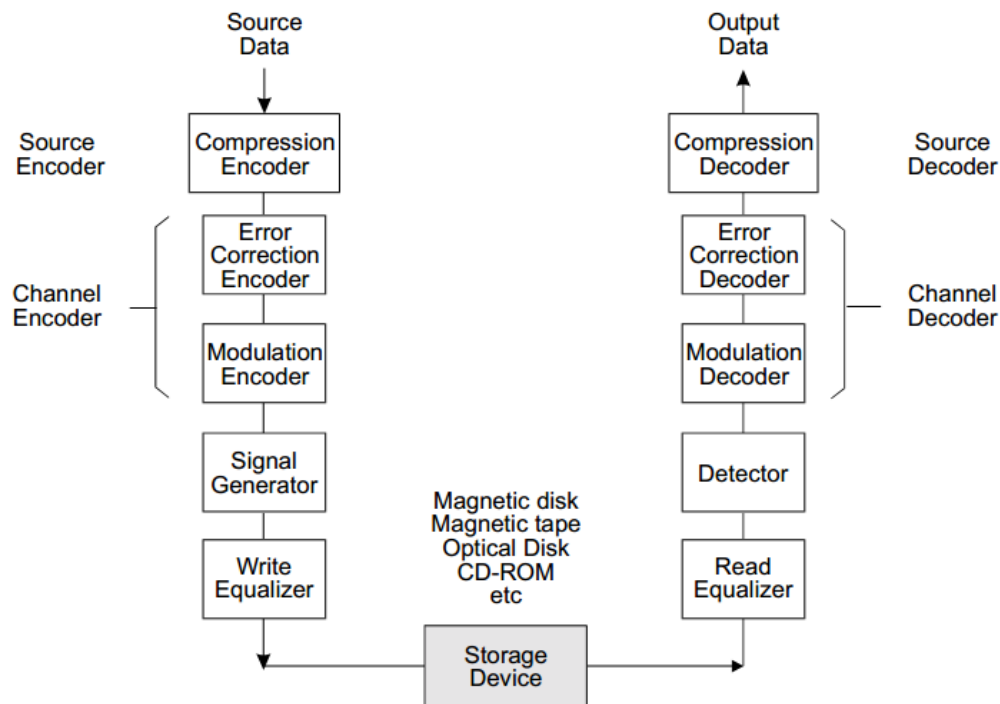 Source
Data
Output
Data
Source
Encoder
Compression
Encoder
Compression
Decoder
Source
Decoder
Channel
Encoder
Error
Correction
Encoder
Error
Correction
Decoder
Channel
Decoder
Modulation
Encoder
Modulation
Decoder
Signal
Generator
Detector
Magnetic disk
Magnetic tape
Optical Disk
CD-ROM
etc
Write
Equalizer
Read
Equalizer
Storage
Device